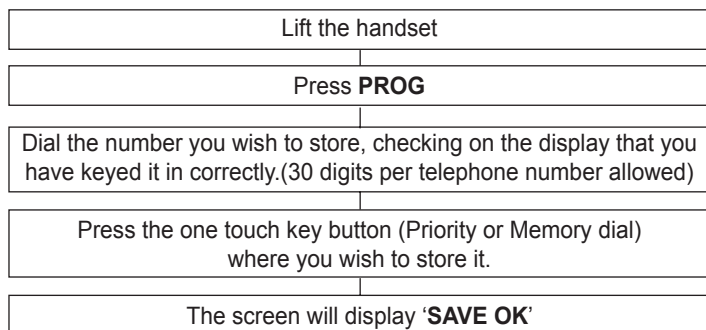 Lift the handset
Press PROG
Dial the number you wish to store, checking on the display that you
have keyed it in correctly.(30 digits per telephone number allowed)
Press the one touch key button (Priority or Memory dial)
where you wish to store it.
The screen will display ‘SAVE OK’